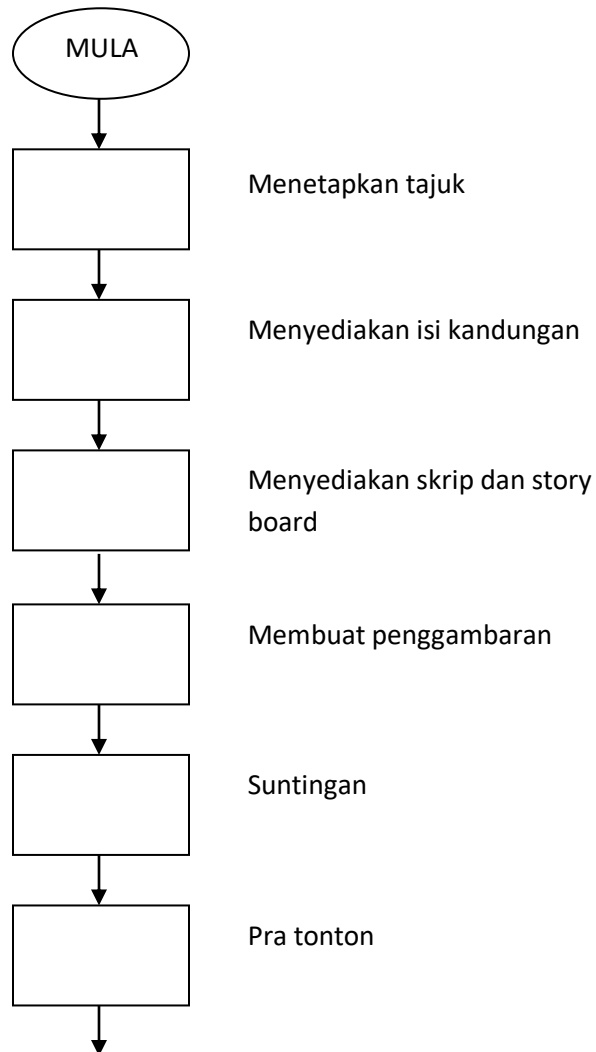 MULA
Menetapkan tajuk
Menyediakan isi kandungan
Menyediakan skrip dan story
board
Membuat penggambaran
Suntingan
Pra tonton